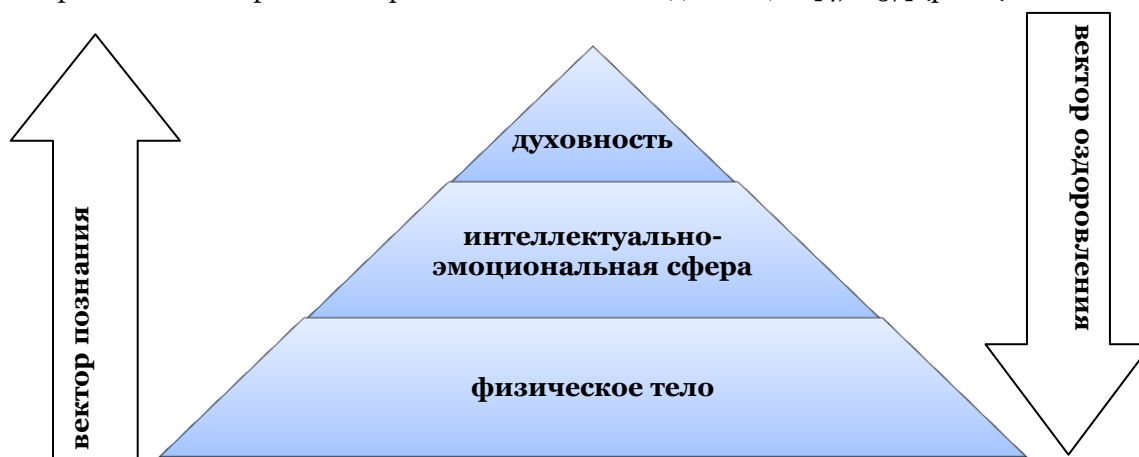 духовность
интеллектуально-
эмоциональная сфера
физическое тело
вектор познания
вектор оздоровления